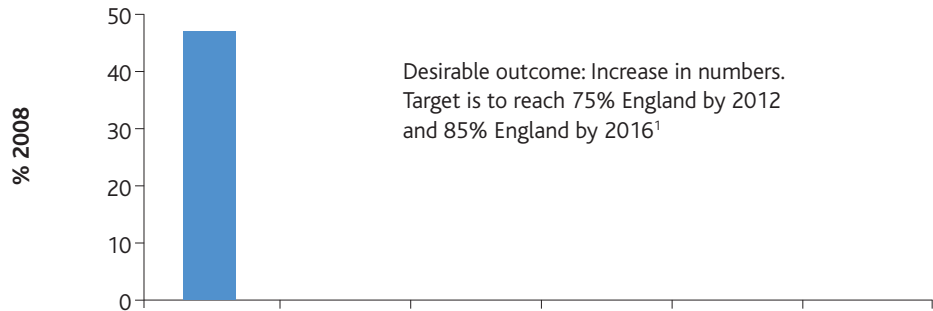 50
40
30
20
10
0
% 2008
Desirable outcome: Increase in numbers.
Target is to reach 75% England by 2012
and 85% England by 2016¹